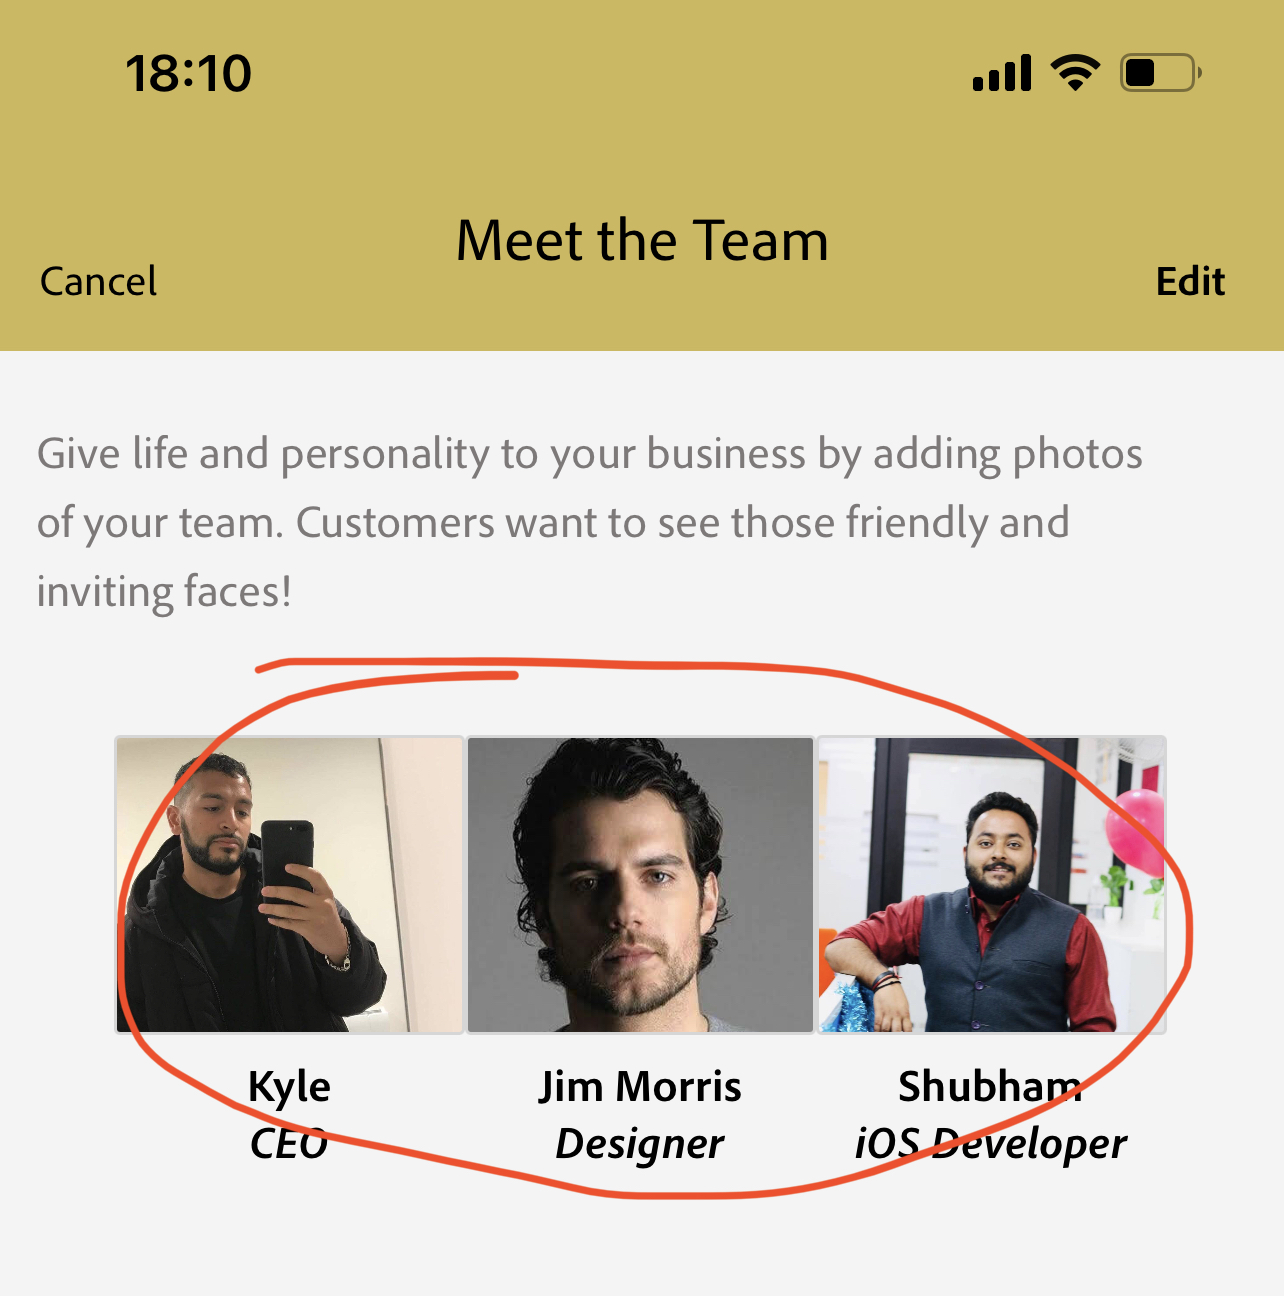 18:10
Meet the Team
Cancel
Edit
Give life and personality to your business by adding photos
of your team. Customers want to see those friendly and
inviting faces!
Kyle
Jim Morris
Shubham
CEO
Designer
iOS Developer